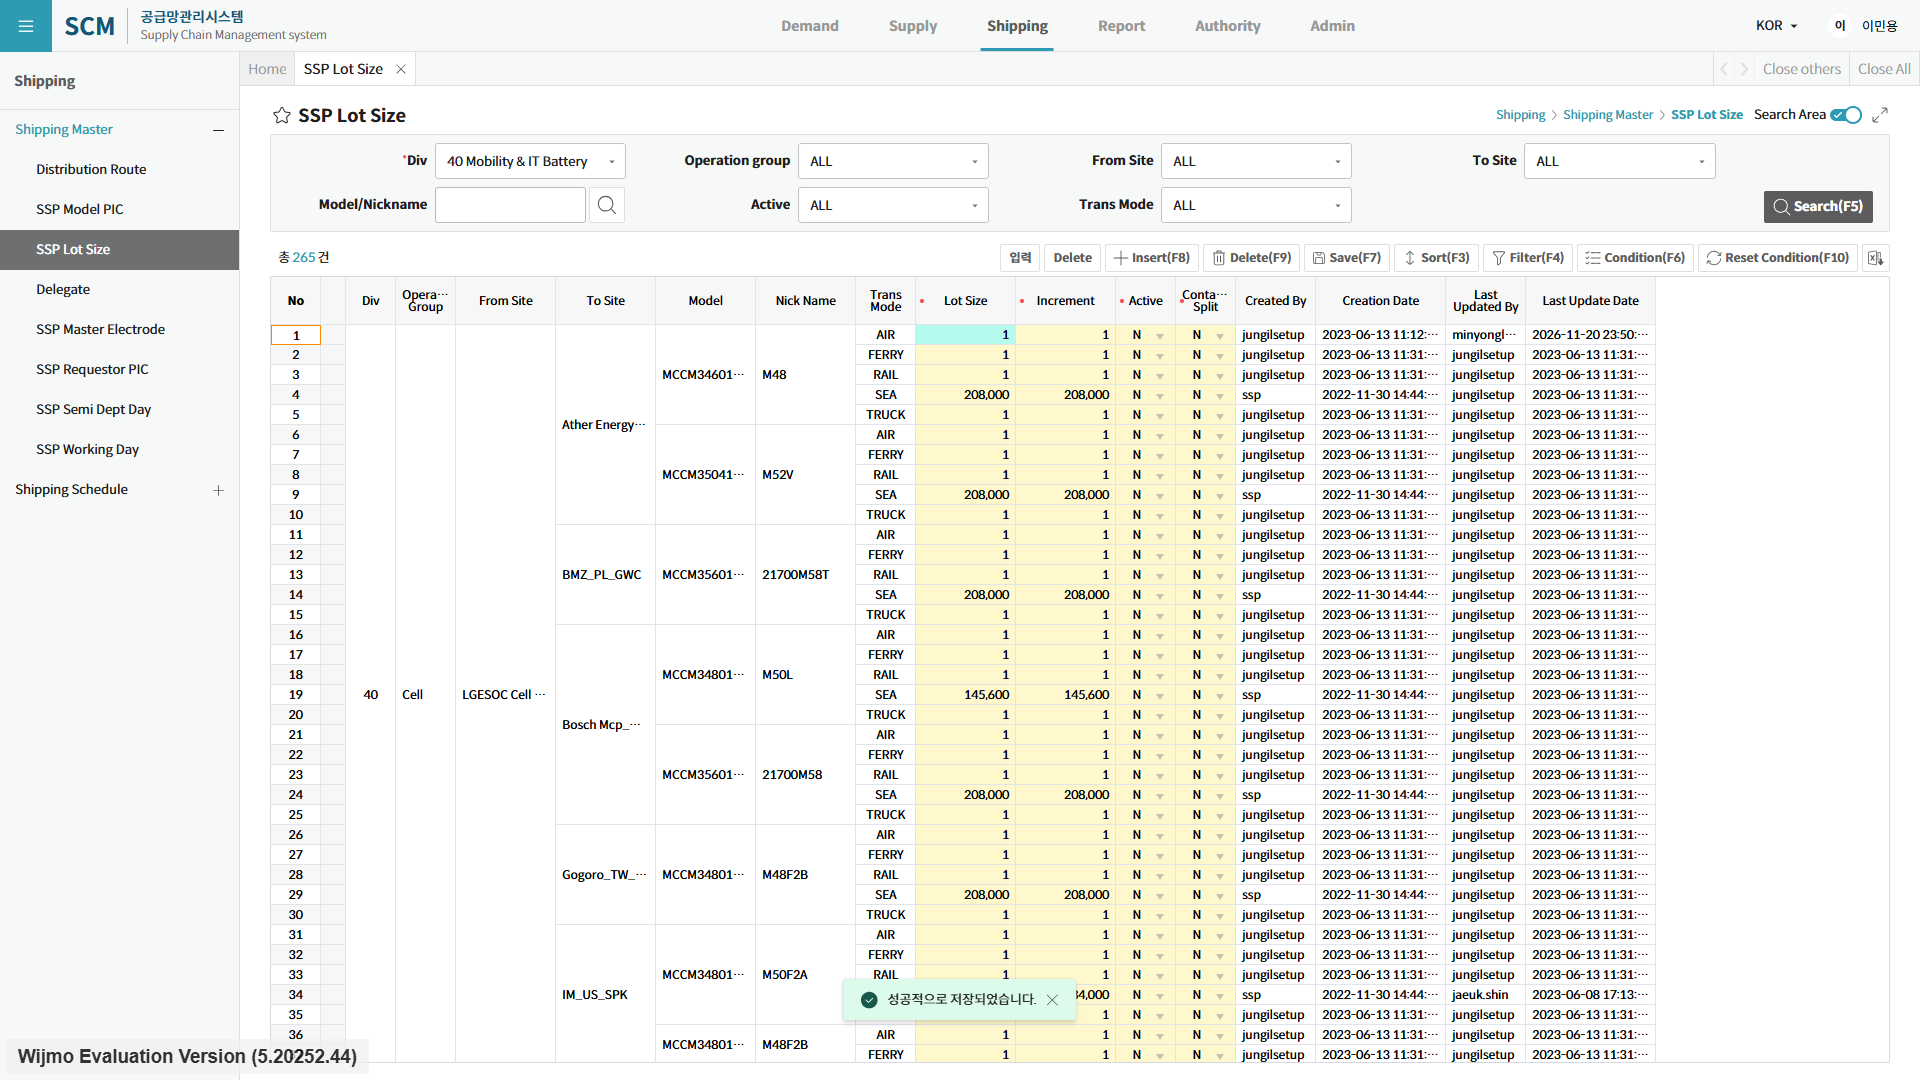 SCM 공급망관리시스템
Supply Chain Management system
Demand Supply Shipping Report Authority Admin
KOR 이 이민용
Shipping
Home SSP Lot Size Close others Close All
Shipping Master
Distribution Route
SSP Model PIC
SSP Lot Size
Delegate
SSP Master Electrode
SSP Requestor PIC
SSP Semi Dept Day
SSP Working Day
Shipping Schedule
SSP Lot Size
Shipping > Shipping Master > SSP Lot Size Search Area
*Div 40 Mobility & IT Battery Operation group ALL From Site ALL To Site ALL
Model/Nickname Active ALL Trans Mode ALL Search(F5)
총 265 건
입력 Delete Insert(F8) Delete(F9) Save(F7) Sort(F3) Filter(F4) Condition(F6) Reset Condition(F10)
No Div Opera··· Group From Site To Site Model Nick Name Trans Mode Lot Size Increment Active Conta··· Split Created By Creation Date Last Updated By Last Update Date
40 Cell LGESOC Cell ···
Ather Energy···
MCCM34601··· M48
1 AIR 1 1 N N jungilsetup 2023-06-13 11:12:··· minyongl··· 2026-11-20 23:50:···
2 FERRY 1 1 N N jungilsetup 2023-06-13 11:31:··· jungilsetup 2023-06-13 11:31:···
3 RAIL 1 1 N N jungilsetup 2023-06-13 11:31:··· jungilsetup 2023-06-13 11:31:···
4 SEA 208,000 208,000 N N ssp 2022-11-30 14:44:··· jungilsetup 2023-06-13 11:31:···
5 TRUCK 1 1 N N jungilsetup 2023-06-13 11:31:··· jungilsetup 2023-06-13 11:31:···
MCCM35041··· M52V
6 AIR 1 1 N N jungilsetup 2023-06-13 11:31:··· jungilsetup 2023-06-13 11:31:···
7 FERRY 1 1 N N jungilsetup 2023-06-13 11:31:··· jungilsetup 2023-06-13 11:31:···
8 RAIL 1 1 N N jungilsetup 2023-06-13 11:31:··· jungilsetup 2023-06-13 11:31:···
9 SEA 208,000 208,000 N N ssp 2022-11-30 14:44:··· jungilsetup 2023-06-13 11:31:···
10 TRUCK 1 1 N N jungilsetup 2023-06-13 11:31:··· jungilsetup 2023-06-13 11:31:···
BMZ_PL_GWC MCCM35601··· 21700M58T
11 AIR 1 1 N N jungilsetup 2023-06-13 11:31:··· jungilsetup 2023-06-13 11:31:···
12 FERRY 1 1 N N jungilsetup 2023-06-13 11:31:··· jungilsetup 2023-06-13 11:31:···
13 RAIL 1 1 N N jungilsetup 2023-06-13 11:31:··· jungilsetup 2023-06-13 11:31:···
14 SEA 208,000 208,000 N N ssp 2022-11-30 14:44:··· jungilsetup 2023-06-13 11:31:···
15 TRUCK 1 1 N N jungilsetup 2023-06-13 11:31:··· jungilsetup 2023-06-13 11:31:···
Bosch Mcp_···
MCCM34801··· M50L
16 AIR 1 1 N N jungilsetup 2023-06-13 11:31:··· jungilsetup 2023-06-13 11:31:···
17 FERRY 1 1 N N jungilsetup 2023-06-13 11:31:··· jungilsetup 2023-06-13 11:31:···
18 RAIL 1 1 N N jungilsetup 2023-06-13 11:31:··· jungilsetup 2023-06-13 11:31:···
19 SEA 145,600 145,600 N N ssp 2022-11-30 14:44:··· jungilsetup 2023-06-13 11:31:···
20 TRUCK 1 1 N N jungilsetup 2023-06-13 11:31:··· jungilsetup 2023-06-13 11:31:···
MCCM35601··· 21700M58
21 AIR 1 1 N N jungilsetup 2023-06-13 11:31:··· jungilsetup 2023-06-13 11:31:···
22 FERRY 1 1 N N jungilsetup 2023-06-13 11:31:··· jungilsetup 2023-06-13 11:31:···
23 RAIL 1 1 N N jungilsetup 2023-06-13 11:31:··· jungilsetup 2023-06-13 11:31:···
24 SEA 208,000 208,000 N N ssp 2022-11-30 14:44:··· jungilsetup 2023-06-13 11:31:···
25 TRUCK 1 1 N N jungilsetup 2023-06-13 11:31:··· jungilsetup 2023-06-13 11:31:···
Gogoro_TW_··· MCCM34801··· M48F2B
26 AIR 1 1 N N jungilsetup 2023-06-13 11:31:··· jungilsetup 2023-06-13 11:31:···
27 FERRY 1 1 N N jungilsetup 2023-06-13 11:31:··· jungilsetup 2023-06-13 11:31:···
28 RAIL 1 1 N N jungilsetup 2023-06-13 11:31:··· jungilsetup 2023-06-13 11:31:···
29 SEA 208,000 208,000 N N ssp 2022-11-30 14:44:··· jungilsetup 2023-06-13 11:31:···
30 TRUCK 1 1 N N jungilsetup 2023-06-13 11:31:··· jungilsetup 2023-06-13 11:31:···
IM_US_SPK
MCCM34801··· M50F2A
31 AIR 1 1 N N jungilsetup 2023-06-13 11:31:··· jungilsetup 2023-06-13 11:31:···
32 FERRY 1 1 N N jungilsetup 2023-06-13 11:31:··· jungilsetup 2023-06-13 11:31:···
33 RAIL 1 1 N N jungilsetup 2023-06-13 11:31:··· jungilsetup 2023-06-13 11:31:···
34 4,000 N N ssp 2022-11-30 14:44:··· jaeuk.shin 2023-06-08 17:13:···
35 1 N N jungilsetup 2023-06-13 11:31:··· jungilsetup 2023-06-13 11:31:···
MCCM34801··· M48F2B
36 AIR 1 1 N N jungilsetup 2023-06-13 11:31:··· jungilsetup 2023-06-13 11:31:···
FERRY 1 1 N N jungilsetup 2023-06-13 11:31:··· jungilsetup 2023-06-13 11:31:···
성공적으로 저장되었습니다.
Wijmo Evaluation Version (5.20252.44)